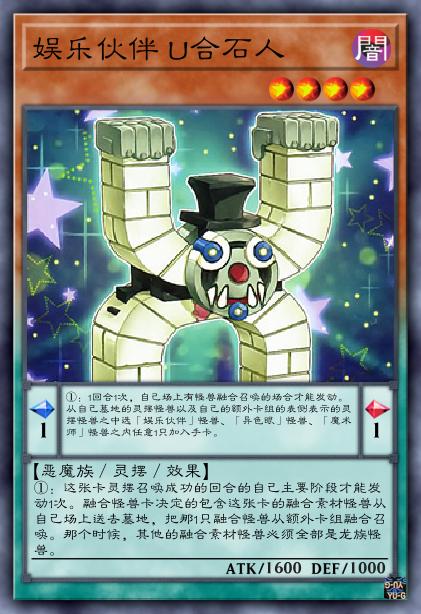 娱乐伙伴 U合石人
闇
①：1回合1次，自己场上有怪兽融合召唤的场合才能发动。
从自己墓地的灵摆怪兽以及自己的额外卡组的表侧表示的灵
摆怪兽之中选「娱乐伙伴」怪兽、「异色眼」怪兽、「魔术
师」怪兽之内任意1只加入手卡。
1
1
【恶魔族／灵摆／效果】
①：这张卡灵摆召唤成功的回合的自己主要阶段才能发
动1次。融合怪兽卡决定的包含这张卡的融合素材怪兽从
自己场上送去墓地，把那1只融合怪兽从额外卡组融合召
唤。那个时候，其他的融合素材怪兽必须全部是龙族怪
兽。
ATK/1600 DEF/1000